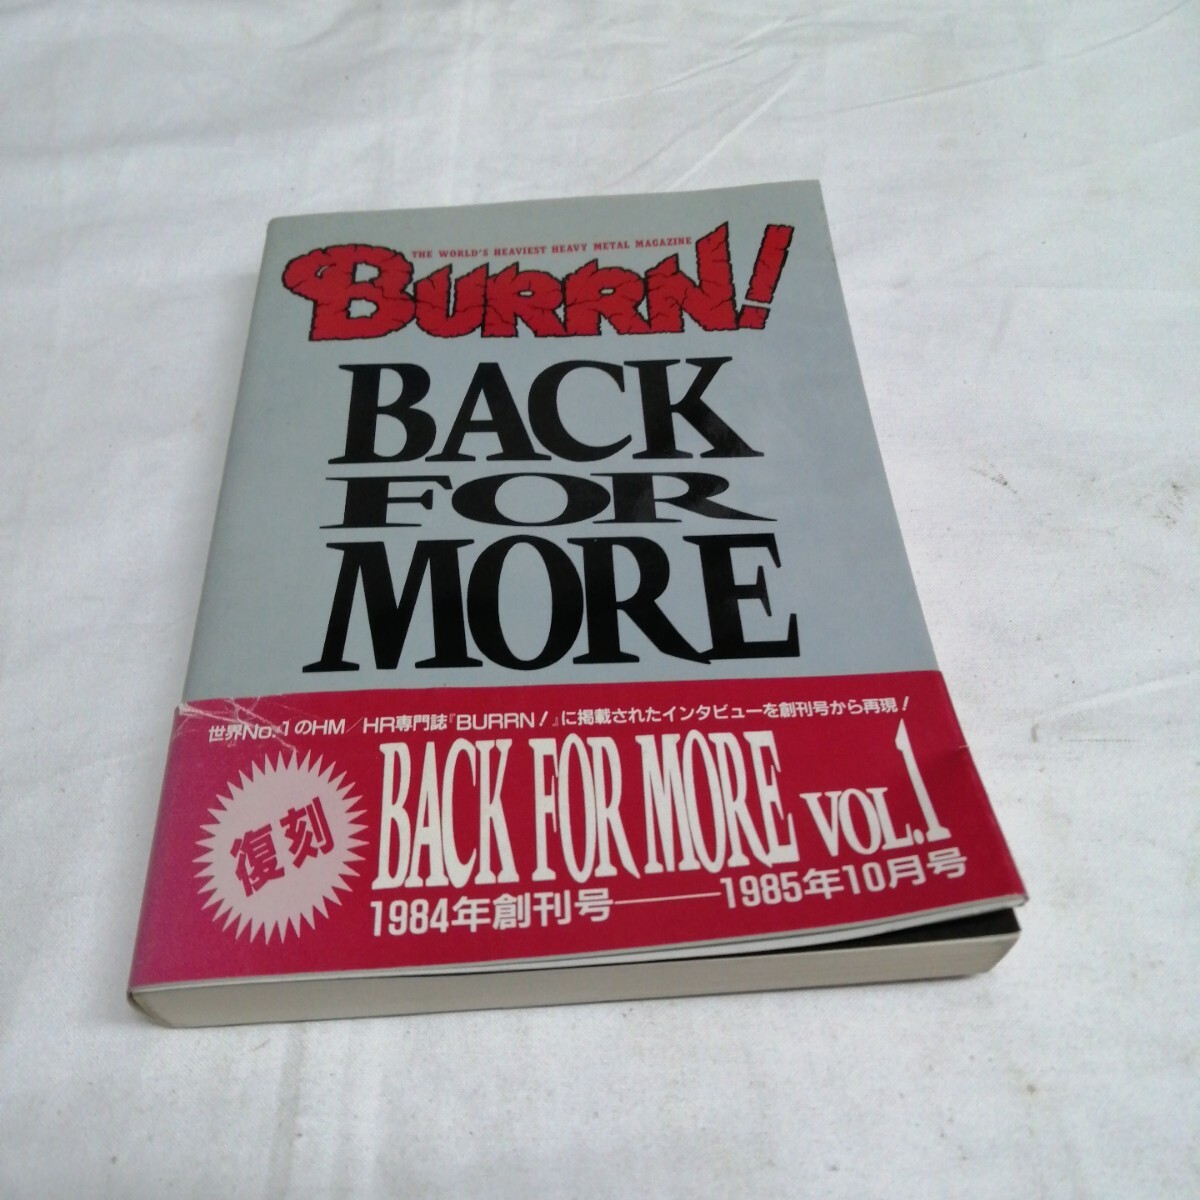 THE WORLD'S HEAVIEST HEAVY METAL MAGAZINE
BURRN!
BACK
FOR
MORE
世界No.1のHM/HR専門誌『BURRN!』に掲載されたインタビューを創刊号から再現!
復刻
BACK FOR MORE VOL.1
1984年創刊号——1985年10月号